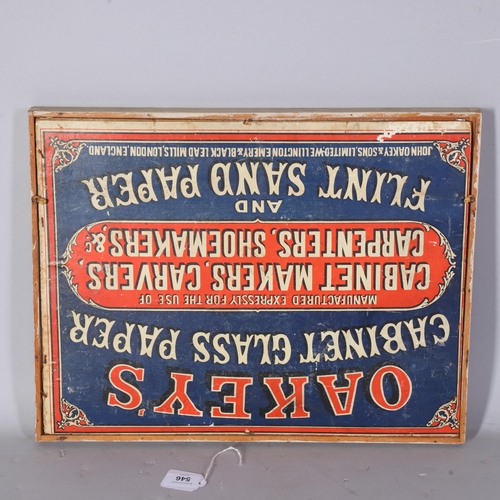 OAKEY'S
CABINET GLASS PAPER
MANUFACTURED EXPRESSLY FOR THE USE OF
CABINET MAKERS, CARVERS,
CARPENTERS, SHOEMAKERS, &C.
AND
FLINT SAND PAPER
JOHN OAKEY & SONS, LIMITED, WELLINGTON EMERY & BLACK LEAD MILLS, LONDON, ENGLAND
546